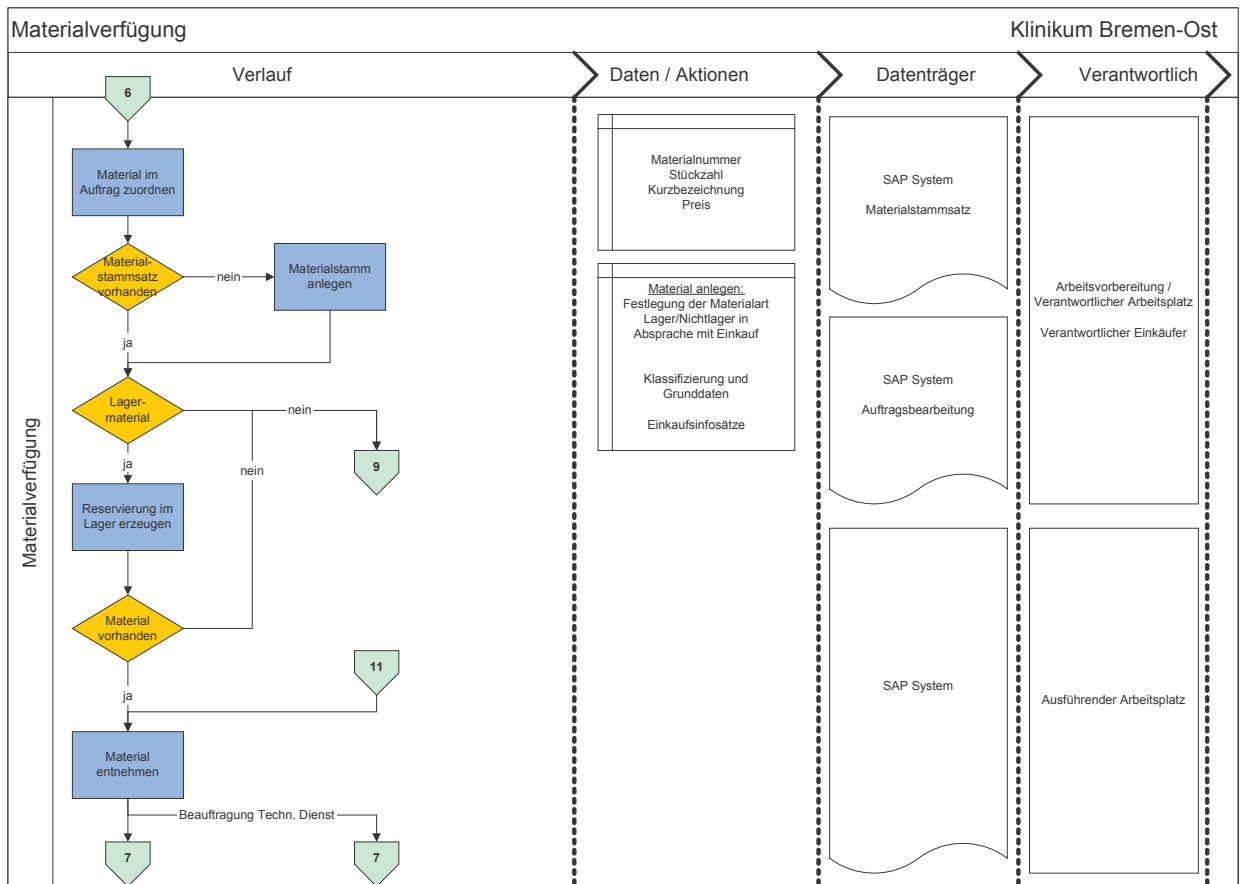 Materialverfügung
Klinikum Bremen-Ost
Verlauf
Daten / Aktionen
Datenträger
Verantwortlich
Materialverfügung
6
Material im
Auftrag zuordnen
Material-
stammsatz
vorhanden
nein
Materialstamm
anlegen
ja
Lager-
material
nein
9
ja
nein
Reservierung im
Lager erzeugen
Material
vorhanden
11
ja
Material
entnehmen
Beauftragung Techn. Dienst
7
7
Materialnummer
Stückzahl
Kurzbezeichnung
Preis
Material anlegen:
Festlegung der Materialart
Lager/Nichtlager in
Absprache mit Einkauf
Klassifizierung und
Grunddaten
Einkaufsinfosätze
SAP System
Materialstammsatz
SAP System
Auftragsbearbeitung
SAP System
Arbeitsvorbereitung /
Verantwortlicher Arbeitsplatz
Verantwortlicher Einkäufer
Ausführender Arbeitsplatz